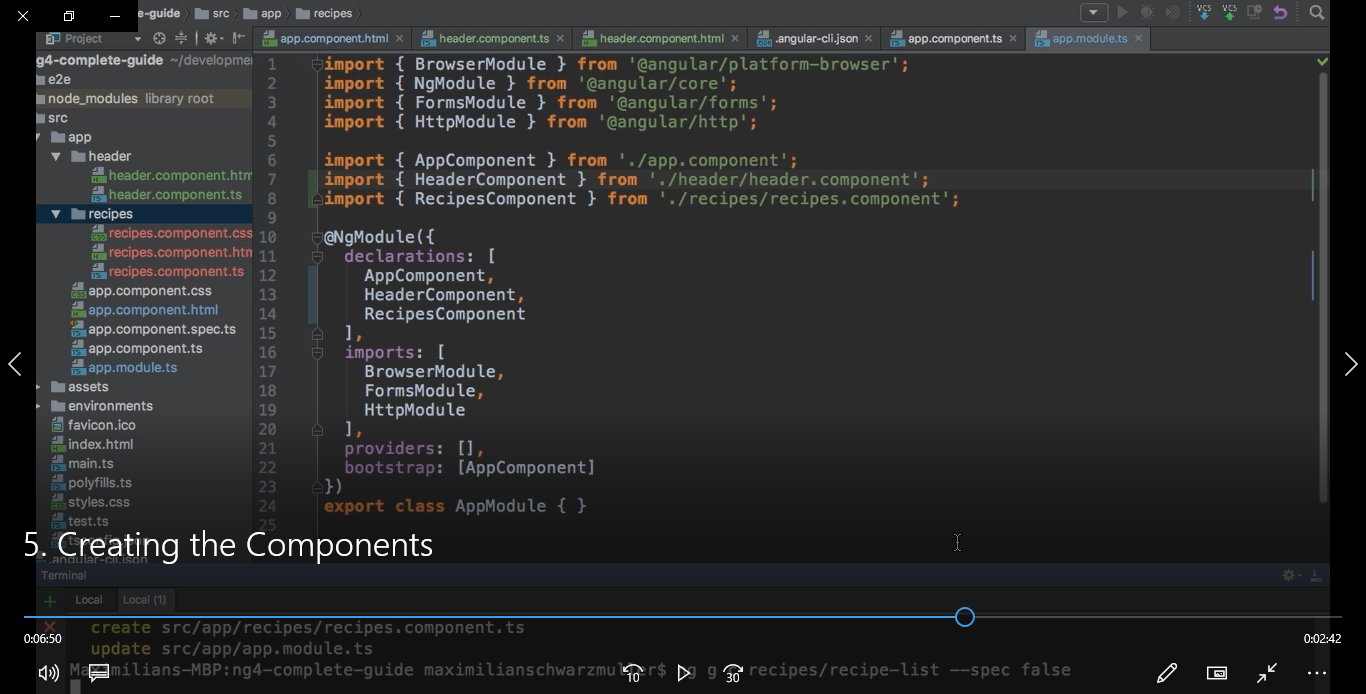 e-guide src app recipes
VCS VCS
Project
app.component.html header.component.ts header.component.html .angular-cli.json app.component.ts app.module.ts
g4-complete-guide ~/developme
e2e
node_modules library root
src
app
header
header.component.htm
header.component.ts
recipes
recipes.component.css
recipes.component.htm
recipes.component.ts
app.component.css
app.component.html
app.component.spec.ts
app.component.ts
app.module.ts
assets
environments
favicon.ico
index.html
main.ts
polyfills.ts
styles.css
test.ts
.angular-cli.json
1 import { BrowserModule } from '@angular/platform-browser';
2 import { NgModule } from '@angular/core';
3 import { FormsModule } from '@angular/forms';
4 import { HttpModule } from '@angular/http';
5
6 import { AppComponent } from './app.component';
7 import { HeaderComponent } from './header/header.component';
8 import { RecipesComponent } from './recipes/recipes.component';
9
10 @NgModule({
11 declarations: [
12 AppComponent,
13 HeaderComponent,
14 RecipesComponent
15 ],
16 imports: [
17 BrowserModule,
18 FormsModule,
19 HttpModule
20 ],
21 providers: [],
22 bootstrap: [AppComponent]
23 })
24 export class AppModule { }
25
5. Creating the Components
Terminal
Local Local (1)
create src/app/recipes/recipes.component.ts
0:06:50 0:02:42
update src/app/app.module.ts
Maximilians-MBP:ng4-complete-guide maximilianschwarzmuller$ ng g c recipes/recipe-list --spec false
10 30